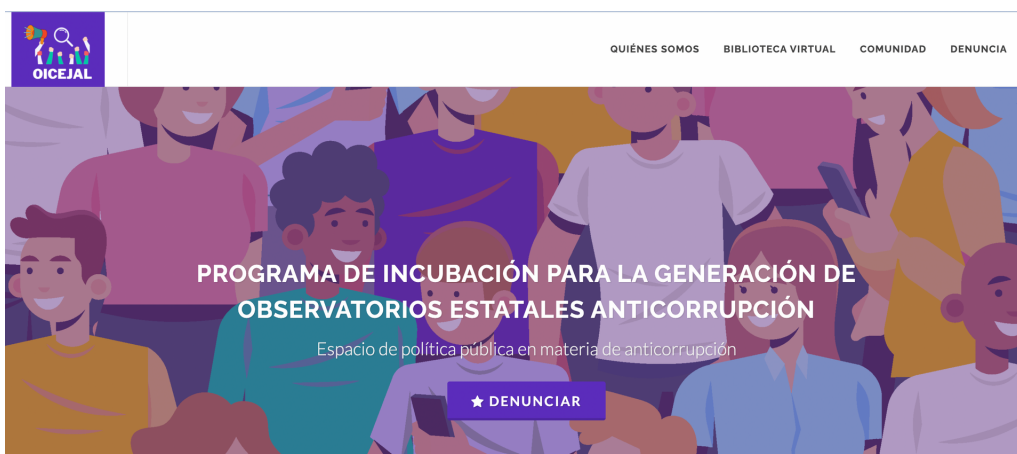 OICEJAL
QUIÉNES SOMOS BIBLIOTECA VIRTUAL COMUNIDAD DENUNCIA
PROGRAMA DE INCUBACIÓN PARA LA GENERACIÓN DE
OBSERVATORIOS ESTATALES ANTICORRUPCIÓN
Espacio de política pública en materia de anticorrupción
DENUNCIAR